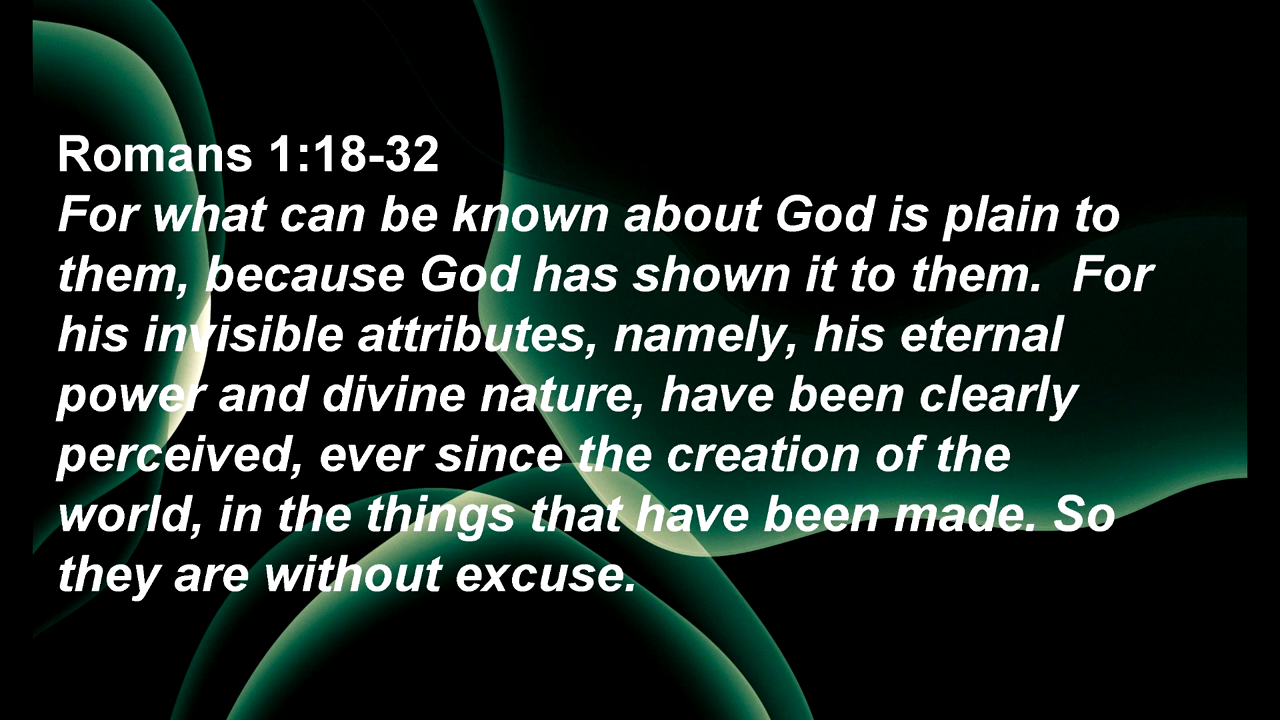 Romans 1:18-32
For what can be known about God is plain to
them, because God has shown it to them.  For
his invisible attributes, namely, his eternal
power and divine nature, have been clearly
perceived, ever since the creation of the
world, in the things that have been made. So
they are without excuse.